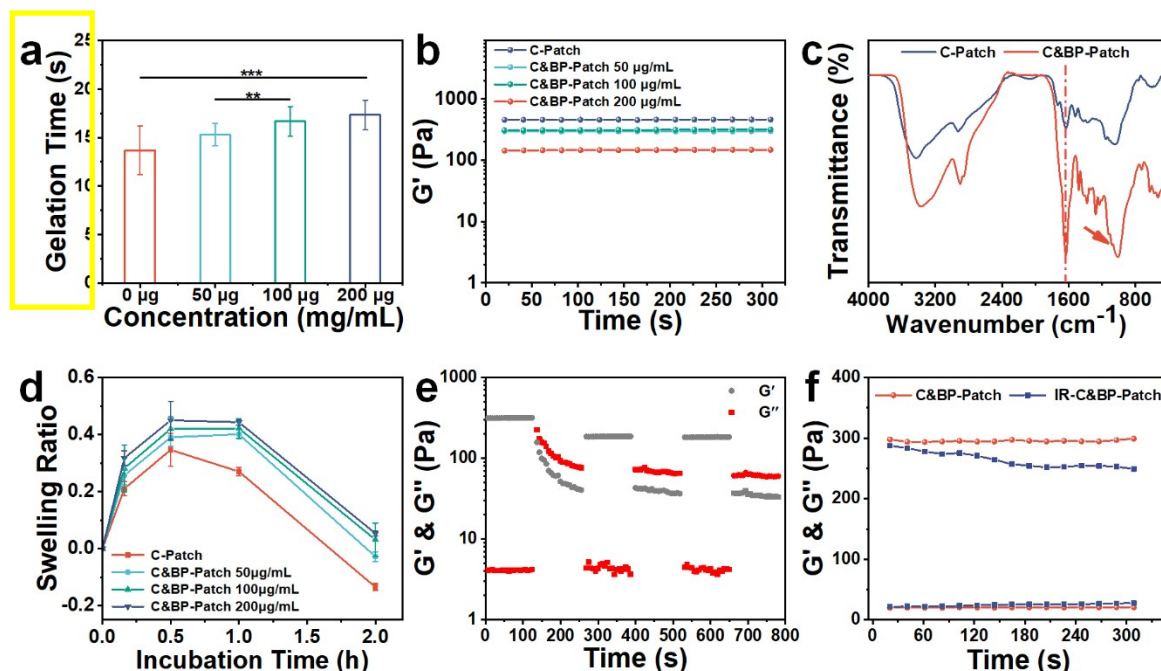 a
Gelation Time (s)
25
20
15
10
5
0
***
**
0 μg 50 μg 100 μg 200 μg
Concentration (mg/mL)
b
C-Patch
C&BP-Patch 50 μg/mL
C&BP-Patch 100 μg/mL
C&BP-Patch 200 μg/mL
G' (Pa)
1000
100
10
1
0 50 100 150 200 250 300
Time (s)
c
C-Patch C&BP-Patch
Transmittance (%)
4000 3200 2400 1600 800
Wavenumber (cm⁻¹)
d
Swelling Ratio
0.6
0.4
0.2
0.0
-0.2
C-Patch
C&BP-Patch 50μg/mL
C&BP-Patch 100μg/mL
C&BP-Patch 200μg/mL
0.0 0.5 1.0 1.5 2.0
Incubation Time (h)
e
G' & G'' (Pa)
1000
100
10
1
G'
G''
0 100 200 300 400 500 600 700 800
Time (s)
f
C&BP-Patch IR-C&BP-Patch
G' & G'' (Pa)
400
300
200
100
0
0 60 120 180 240 300
Time (s)